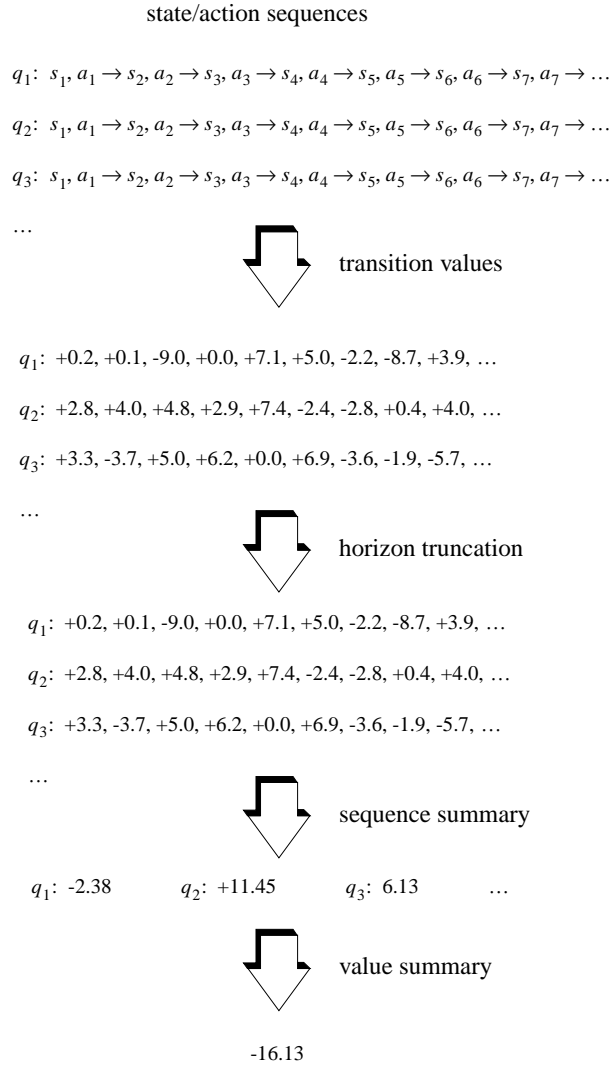 state/action sequences
q₁: s₁, a₁ → s₂, a₂ → s₃, a₃ → s₄, a₄ → s₅, a₅ → s₆, a₆ → s₇, a₇ → …
q₂: s₁, a₁ → s₂, a₂ → s₃, a₃ → s₄, a₄ → s₅, a₅ → s₆, a₆ → s₇, a₇ → …
q₃: s₁, a₁ → s₂, a₂ → s₃, a₃ → s₄, a₄ → s₅, a₅ → s₆, a₆ → s₇, a₇ → …
…
transition values
q₁: +0.2, +0.1, -9.0, +0.0, +7.1, +5.0, -2.2, -8.7, +3.9, …
q₂: +2.8, +4.0, +4.8, +2.9, +7.4, -2.4, -2.8, +0.4, +4.0, …
q₃: +3.3, -3.7, +5.0, +6.2, +0.0, +6.9, -3.6, -1.9, -5.7, …
…
horizon truncation
q₁: +0.2, +0.1, -9.0, +0.0, +7.1, +5.0, -2.2, -8.7, +3.9, …
q₂: +2.8, +4.0, +4.8, +2.9, +7.4, -2.4, -2.8, +0.4, +4.0, …
q₃: +3.3, -3.7, +5.0, +6.2, +0.0, +6.9, -3.6, -1.9, -5.7, …
…
sequence summary
q₁: -2.38 q₂: +11.45 q₃: 6.13 …
value summary
-16.13